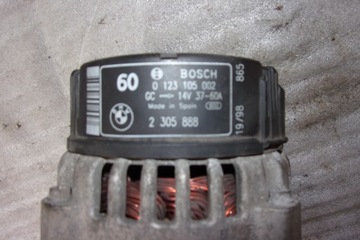 60
BOSCH
0 123 105 002
GC 14V 37-60A
Made in Spain
BMW
2 305 888
19/98 865